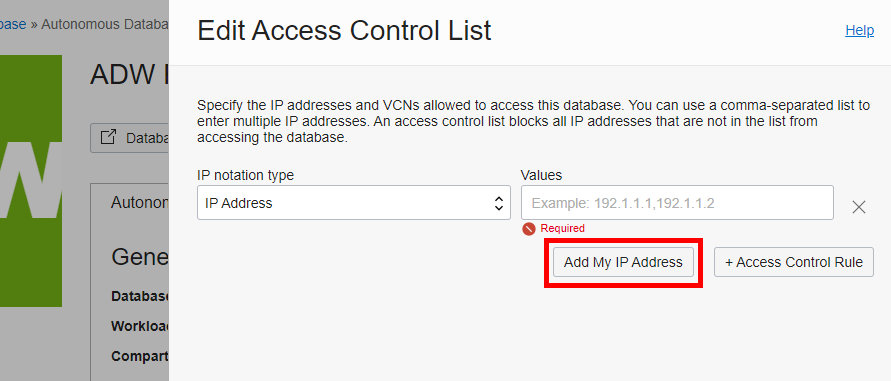 base » Autonomous Databa
Edit Access Control List
Help
ADW
Databa
Specify the IP addresses and VCNs allowed to access this database. You can use a comma-separated list to
enter multiple IP addresses. An access control list blocks all IP addresses that are not in the list from
accessing the database.
IP notation type
Values
IP Address
Example: 192.1.1.1,192.1.1.2
Required
Add My IP Address
+ Access Control Rule
W
Autonon
Gene
Database
Workloa
Compart